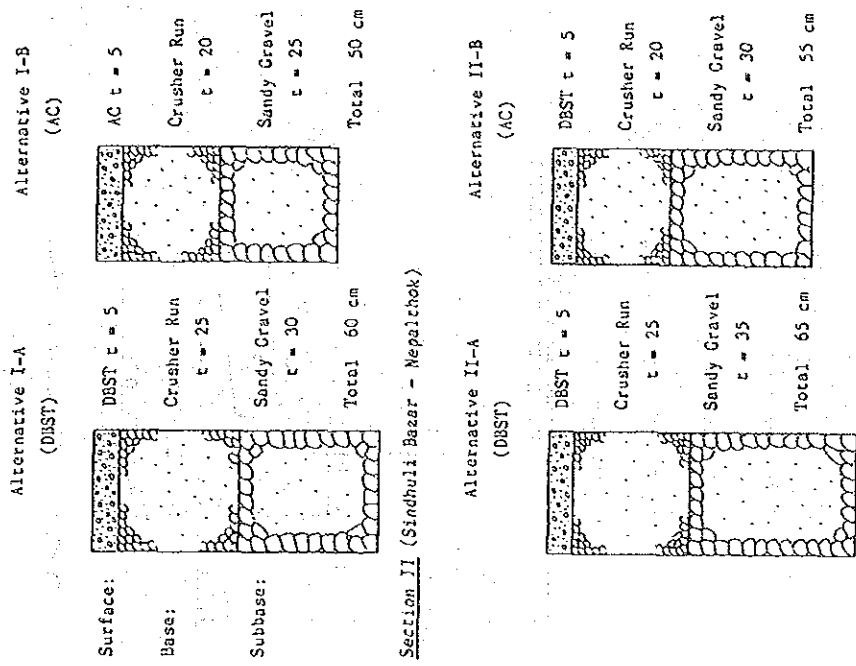 Alternative I-A Alternative I-B
(DBST) (AC)
Surface: DBST t = 5 AC t = 5
Base: Crusher Run Crusher Run
t = 25 t = 20
Subbase: Sandy Gravel Sandy Gravel
t = 30 t = 25
Total 60 cm Total 50 cm
Section II (Sindhuli Bazar - Nepalthok)
Alternative II-A Alternative II-B
(DBST) (AC)
DBST t = 5 DBST t = 5
Crusher Run Crusher Run
t = 25 t = 20
Sandy Gravel Sandy Gravel
t = 35 t = 30
Total 65 cm Total 55 cm